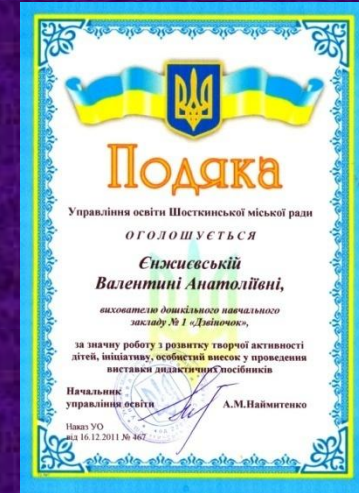 Подяка
Управління освіти Шосткинської міської ради
ОГОЛОШУЄТЬСЯ
Єнжиєвській
Валентині Анатоліївні,
вихователю дошкільного навчального
закладу № 1 «Дзвіночок»,
за значну роботу з розвитку творчої активності
дітей, ініціативу, особистий внесок у проведення
виставки дидактичних посібників
Начальник
управління освіти А.М.Наймитенко
Наказ УО
від 16.12.2011 № 467